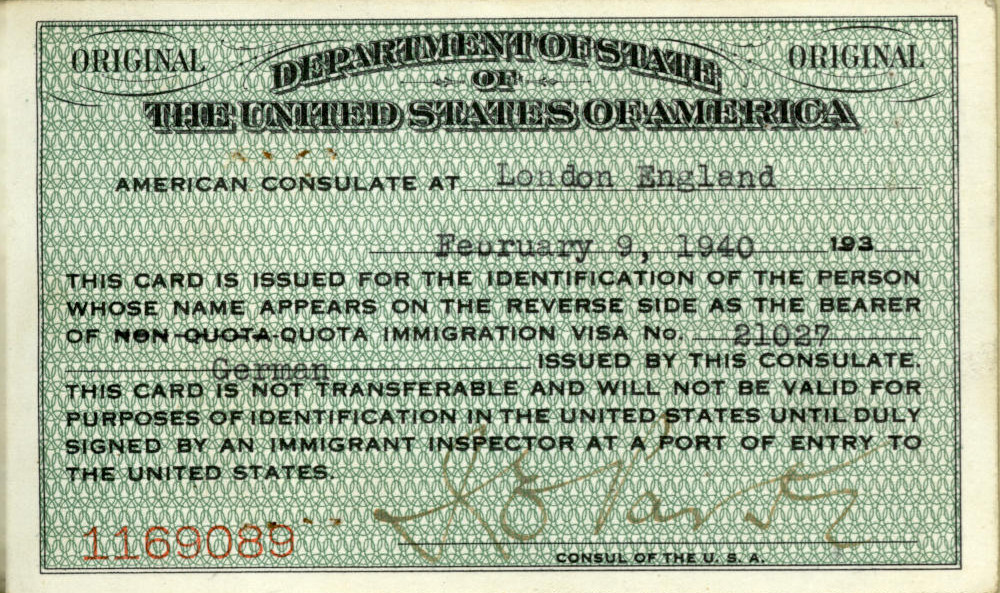 ORIGINAL DEPARTMENT OF STATE ORIGINAL
OF
THE UNITED STATES OF AMERICA
AMERICAN CONSULATE AT London England
February 9, 1940 193
THIS CARD IS ISSUED FOR THE IDENTIFICATION OF THE PERSON
WHOSE NAME APPEARS ON THE REVERSE SIDE AS THE BEARER
OF NON-QUOTA-QUOTA IMMIGRATION VISA No. 21027
German ISSUED BY THIS CONSULATE.
THIS CARD IS NOT TRANSFERABLE AND WILL NOT BE VALID FOR
PURPOSES OF IDENTIFICATION IN THE UNITED STATES UNTIL DULY
SIGNED BY AN IMMIGRANT INSPECTOR AT A PORT OF ENTRY TO
THE UNITED STATES.
1169089
CONSUL OF THE U. S. A.